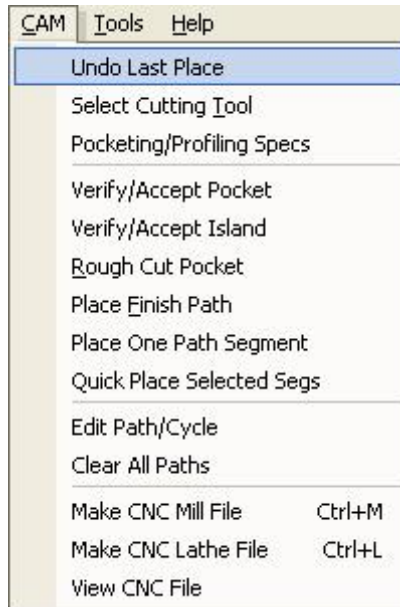 CAM Tools Help
Undo Last Place
Select Cutting Tool
Pocketing/Profiling Specs
Verify/Accept Pocket
Verify/Accept Island
Rough Cut Pocket
Place Finish Path
Place One Path Segment
Quick Place Selected Segs
Edit Path/Cycle
Clear All Paths
Make CNC Mill File Ctrl+M
Make CNC Lathe File Ctrl+L
View CNC File